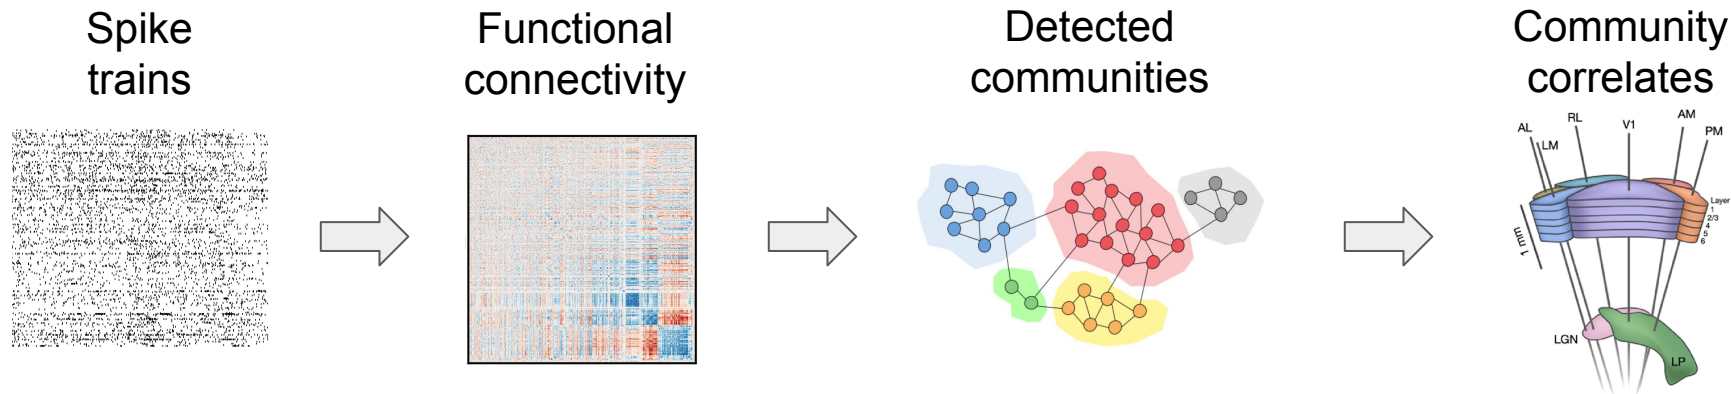 Spike
trains
Functional
connectivity
Detected
communities
Community
correlates
AL
LM
RL
V1
AM
PM
Layer
1
2/3
4
5
6
1 mm
LGN
LP